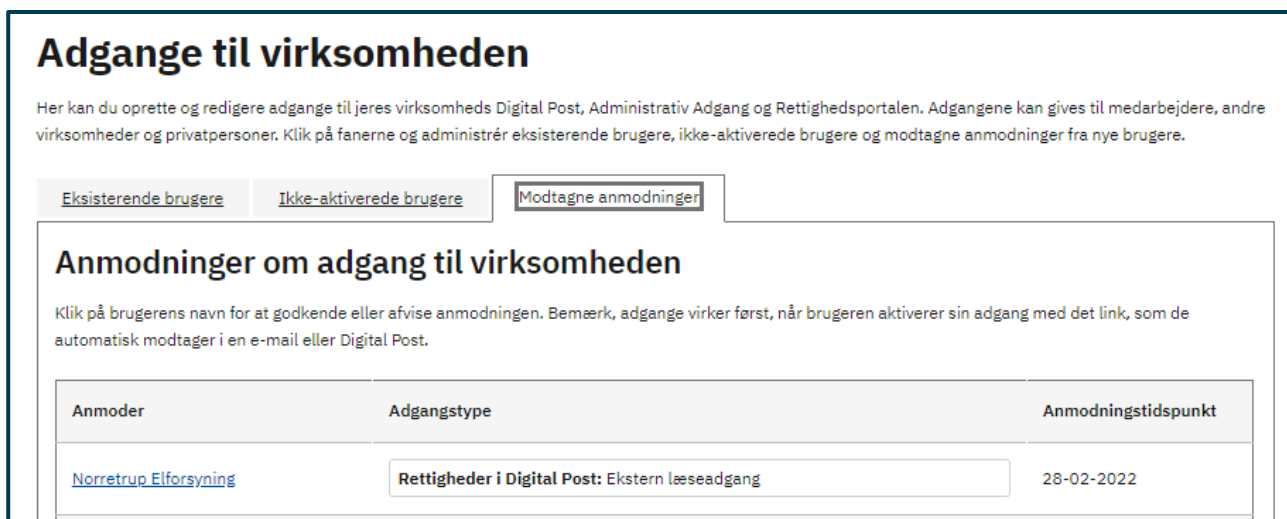 Adgange til virksomheden
Her kan du oprette og redigere adgange til jeres virksomheds Digital Post, Administrativ Adgang og Rettighedsportalen. Adgangene kan gives til medarbejdere, andre
virksomheder og privatpersoner. Klik på fanerne og administrér eksisterende brugere, ikke-aktiverede brugere og modtagne anmodninger fra nye brugere.
Eksisterende brugere Ikke-aktiverede brugere Modtagne anmodninger
Anmodninger om adgang til virksomheden
Klik på brugerens navn for at godkende eller afvise anmodningen. Bemærk, adgange virker først, når brugeren aktiverer sin adgang med det link, som de
automatisk modtager i en e-mail eller Digital Post.
Anmoder Adgangstype Anmodningstidspunkt
Norretrup Elforsyning Rettigheder i Digital Post: Ekstern læseadgang 28-02-2022